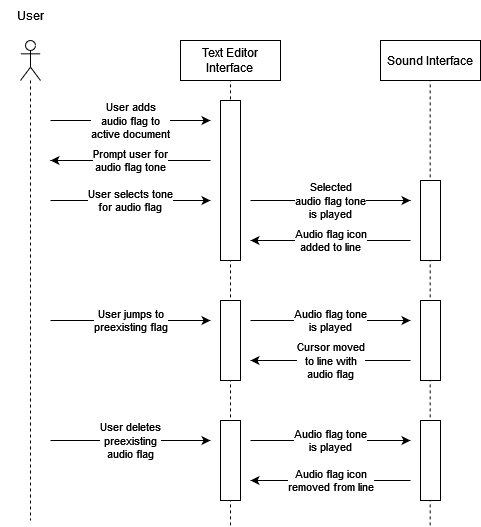 User
Text Editor
Interface
Sound Interface
User adds
audio flag to
active document
Prompt user for
audio flag tone
User selects tone
for audio flag
Selected
audio flag tone
is played
Audio flag icon
added to line
User jumps to
preexisting flag
Audio flag tone
is played
Cursor moved
to line with
audio flag
User deletes
preexisting
audio flag
Audio flag tone
is played
Audio flag icon
removed from line